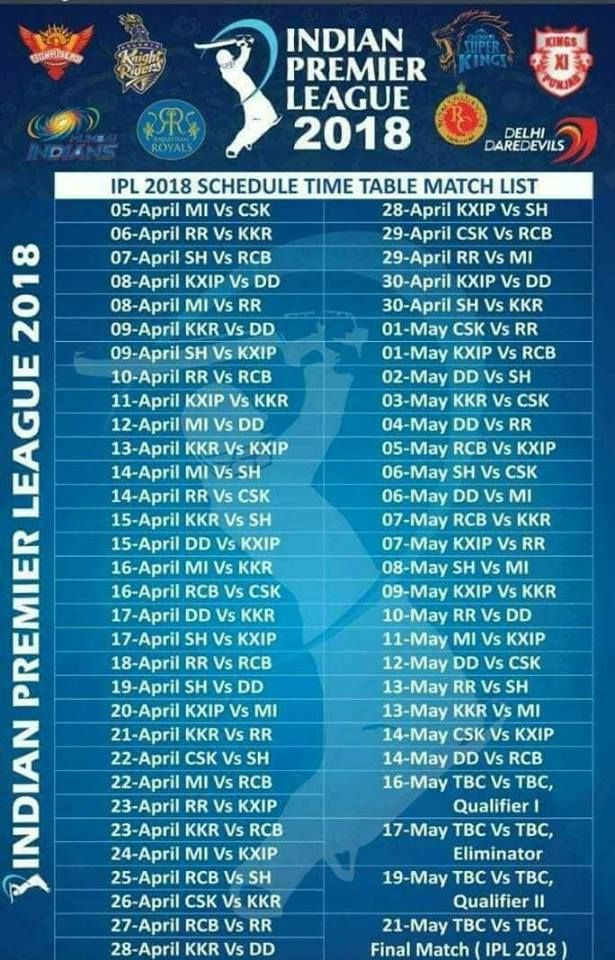 SUNRISERS
Knight
Riders
INDIAN
PREMIER
LEAGUE
2018
SUPER
KINGS
KINGS
XI
PUNJAB
MUMBAI
INDIANS
RR
RAJASTHAN
ROYALS
DELHI
DAREDEVILS
IPL 2018 SCHEDULE TIME TABLE MATCH LIST
INDIAN PREMIER LEAGUE 2018
05-April MI Vs CSK
06-April RR Vs KKR
07-April SH Vs RCB
08-April KXIP Vs DD
08-April MI Vs RR
09-April KKR Vs DD
09-April SH Vs KXIP
10-April RR Vs RCB
11-April KXIP Vs KKR
12-April MI Vs DD
13-April KKR Vs KXIP
14-April MI Vs SH
14-April RR Vs CSK
15-April KKR Vs SH
15-April DD Vs KXIP
16-April MI Vs KKR
16-April RCB Vs CSK
17-April DD Vs KKR
17-April SH Vs KXIP
18-April RR Vs RCB
19-April SH Vs DD
20-April KXIP Vs MI
21-April KKR Vs RR
22-April CSK Vs SH
22-April MI Vs RCB
23-April RR Vs KXIP
23-April KKR Vs RCB
24-April MI Vs KXIP
25-April RCB Vs SH
26-April CSK Vs KKR
27-April RCB Vs RR
28-April KKR Vs DD
28-April KXIP Vs SH
29-April CSK Vs RCB
29-April RR Vs MI
30-April KXIP Vs DD
30-April SH Vs KKR
01-May CSK Vs RR
01-May KXIP Vs RCB
02-May DD Vs SH
03-May KKR Vs CSK
04-May DD Vs RR
05-May RCB Vs KXIP
06-May SH Vs CSK
06-May DD Vs MI
07-May RCB Vs KKR
07-May KXIP Vs RR
08-May SH Vs MI
09-May KXIP Vs KKR
10-May RR Vs DD
11-May MI Vs KXIP
12-May DD Vs CSK
13-May RR Vs SH
13-May KKR Vs MI
14-May CSK Vs KXIP
14-May DD Vs RCB
16-May TBC Vs TBC,
Qualifier I
17-May TBC Vs TBC,
Eliminator
19-May TBC Vs TBC,
Qualifier II
21-May TBC Vs TBC,
Final Match ( IPL 2018 )